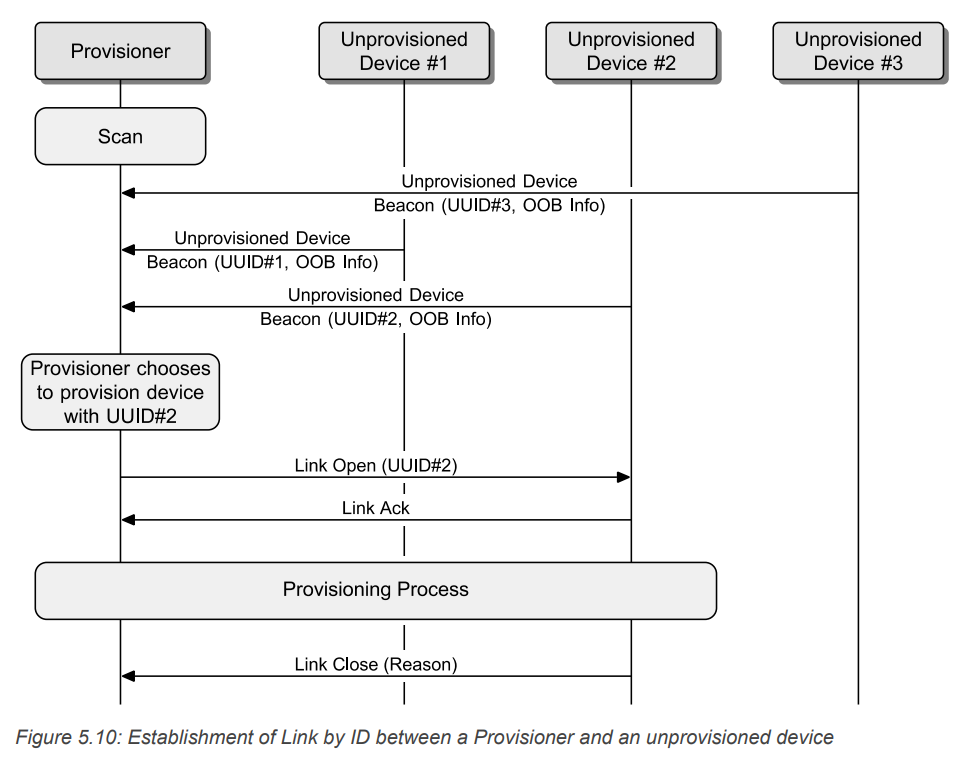 Provisioner
Unprovisioned
Device #1
Unprovisioned
Device #2
Unprovisioned
Device #3
Scan
Unprovisioned Device
Beacon (UUID#3, OOB Info)
Unprovisioned Device
Beacon (UUID#1, OOB Info)
Unprovisioned Device
Beacon (UUID#2, OOB Info)
Provisioner chooses
to provision device
with UUID#2
Link Open (UUID#2)
Link Ack
Provisioning Process
Link Close (Reason)
Figure 5.10: Establishment of Link by ID between a Provisioner and an unprovisioned device